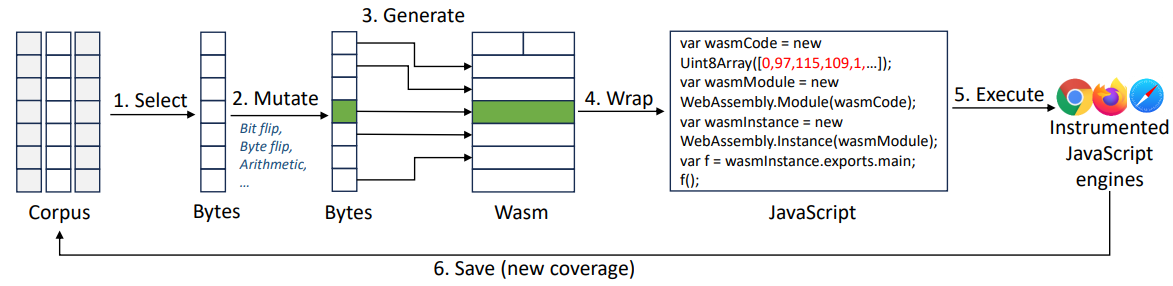 3. Generate
1. Select
2. Mutate
Bit flip,
Byte flip,
Arithmetic,
...
4. Wrap
var wasmCode = new
Uint8Array([0,97,115,109,1,…]);
var wasmModule = new
WebAssembly.Module(wasmCode);
var wasmInstance = new
WebAssembly.Instance(wasmModule);
var f = wasmInstance.exports.main;
f();
5. Execute
Instrumented
JavaScript
engines
Corpus
Bytes
Bytes
Wasm
JavaScript
6. Save (new coverage)